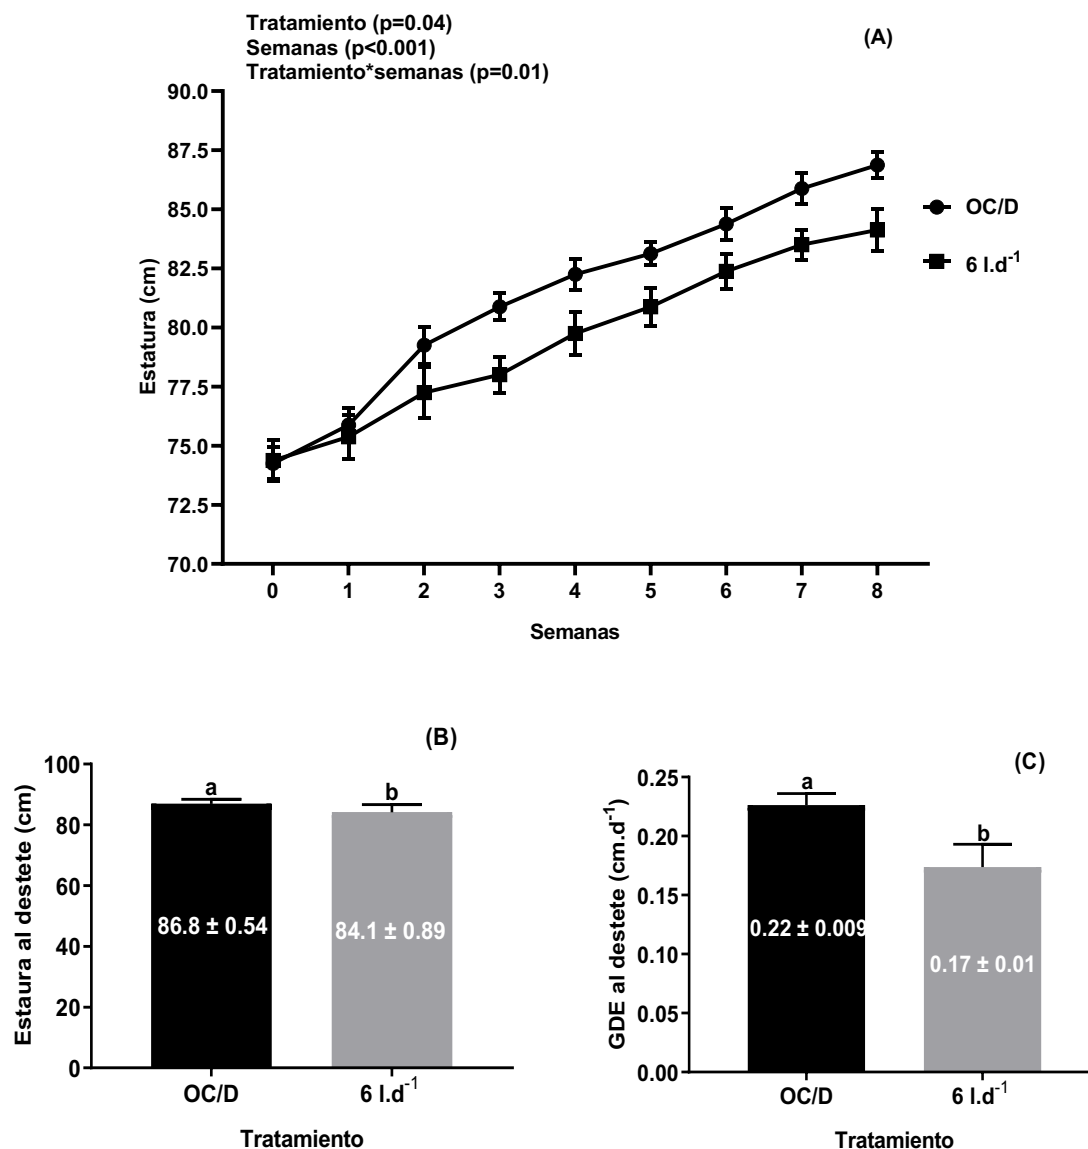 Tratamiento (p=0.04)
Semanas (p<0.001)
Tratamiento*semanas (p=0.01)
(A)
90.0
87.5
85.0
82.5
80.0
77.5
75.0
72.5
70.0
Estatura (cm)
0 1 2 3 4 5 6 7 8
Semanas
OC/D
6 l.d⁻¹
(B)
100
80
60
40
20
0
Estaura al destete (cm)
a
b
86.8 ± 0.54
84.1 ± 0.89
OC/D
6 l.d⁻¹
Tratamiento
(C)
0.25
0.20
0.15
0.10
0.05
0.00
GDE al destete (cm.d⁻¹)
a
b
0.22 ± 0.009
0.17 ± 0.01
OC/D
6 l.d⁻¹
Tratamiento